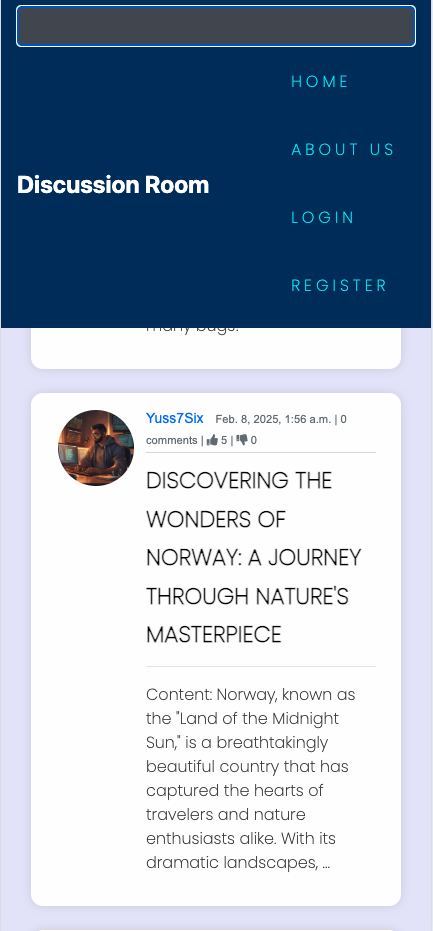 HOME
ABOUT US
Discussion Room
LOGIN
REGISTER
many bugs.
Yuss7Six Feb. 8, 2025, 1:56 a.m. | 0
comments | 5 | 0
DISCOVERING THE
WONDERS OF
NORWAY: A JOURNEY
THROUGH NATURE'S
MASTERPIECE
Content: Norway, known as
the "Land of the Midnight
Sun," is a breathtakingly
beautiful country that has
captured the hearts of
travelers and nature
enthusiasts alike. With its
dramatic landscapes, ...